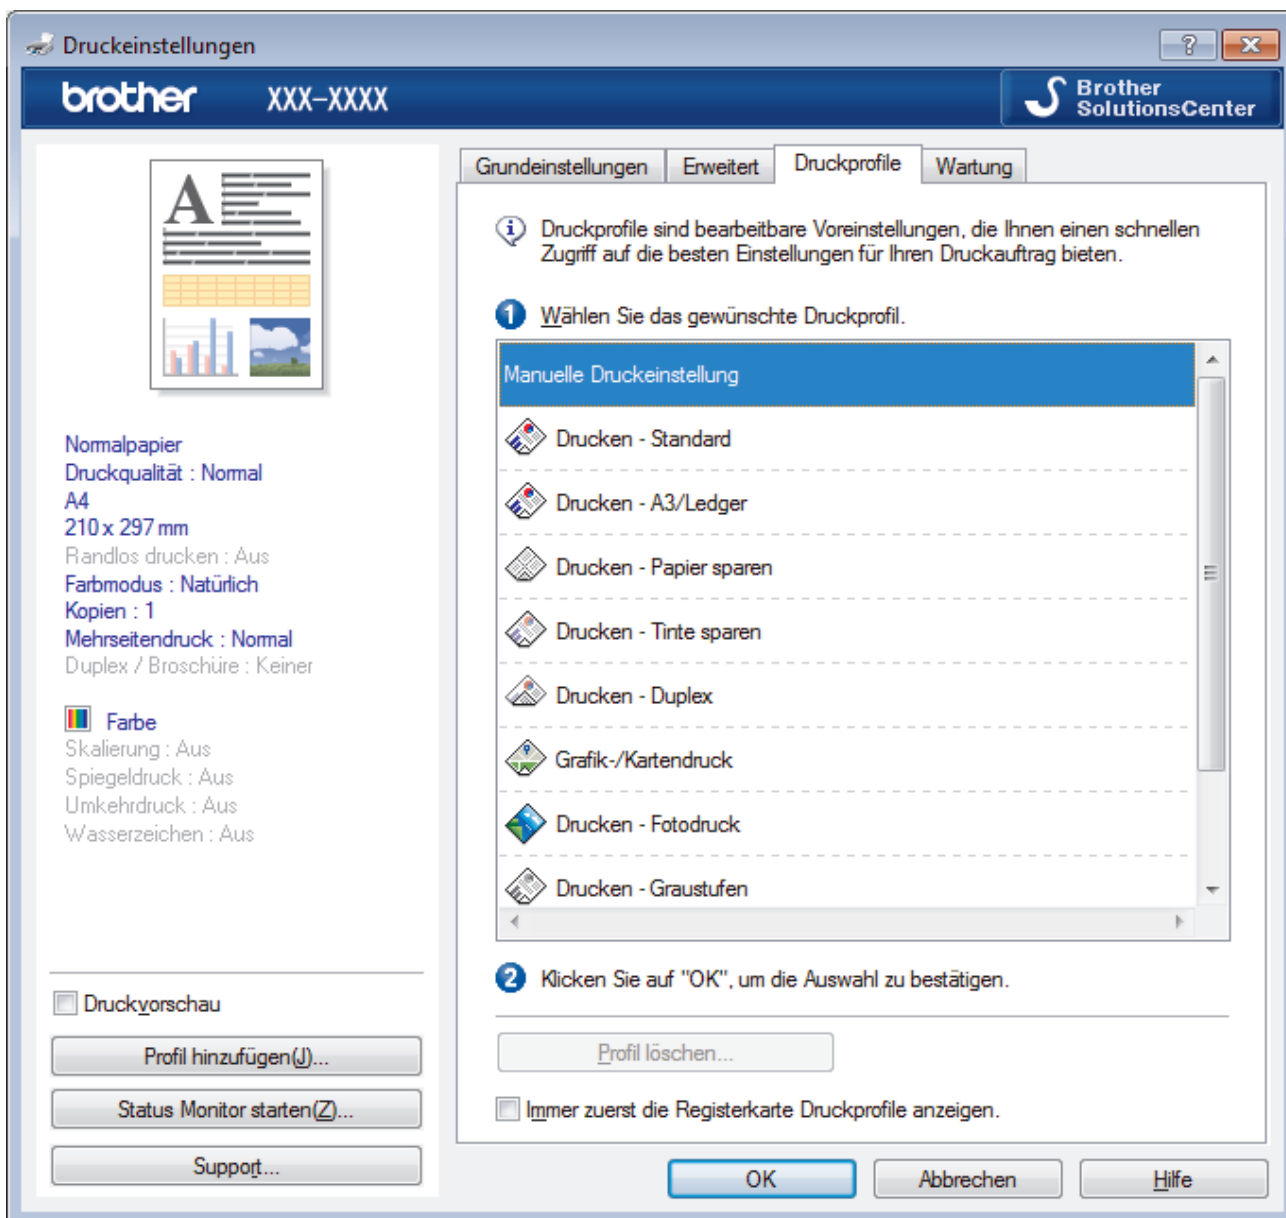 Druckeinstellungen
brother XXX-XXXX
Brother
SolutionsCenter
A
Normalpapier
Druckqualität : Normal
A4
210 x 297 mm
Randlos drucken : Aus
Farbmodus : Natürlich
Kopien : 1
Mehrseitendruck : Normal
Duplex / Broschüre : Keiner
Farbe
Skalierung : Aus
Spiegeldruck : Aus
Umkehrdruck : Aus
Wasserzeichen : Aus
Druckvorschau
Profil hinzufügen(J)...
Status Monitor starten(Z)...
Support...
Grundeinstellungen Erweitert Druckprofile Wartung
Druckprofile sind bearbeitbare Voreinstellungen, die Ihnen einen schnellen
Zugriff auf die besten Einstellungen für Ihren Druckauftrag bieten.
1 Wählen Sie das gewünschte Druckprofil.
Manuelle Druckeinstellung
Drucken - Standard
Drucken - A3/Ledger
Drucken - Papier sparen
Drucken - Tinte sparen
Drucken - Duplex
Grafik-/Kartendruck
Drucken - Fotodruck
Drucken - Graustufen
2 Klicken Sie auf "OK", um die Auswahl zu bestätigen.
Profil löschen...
Immer zuerst die Registerkarte Druckprofile anzeigen.
OK Abbrechen Hilfe